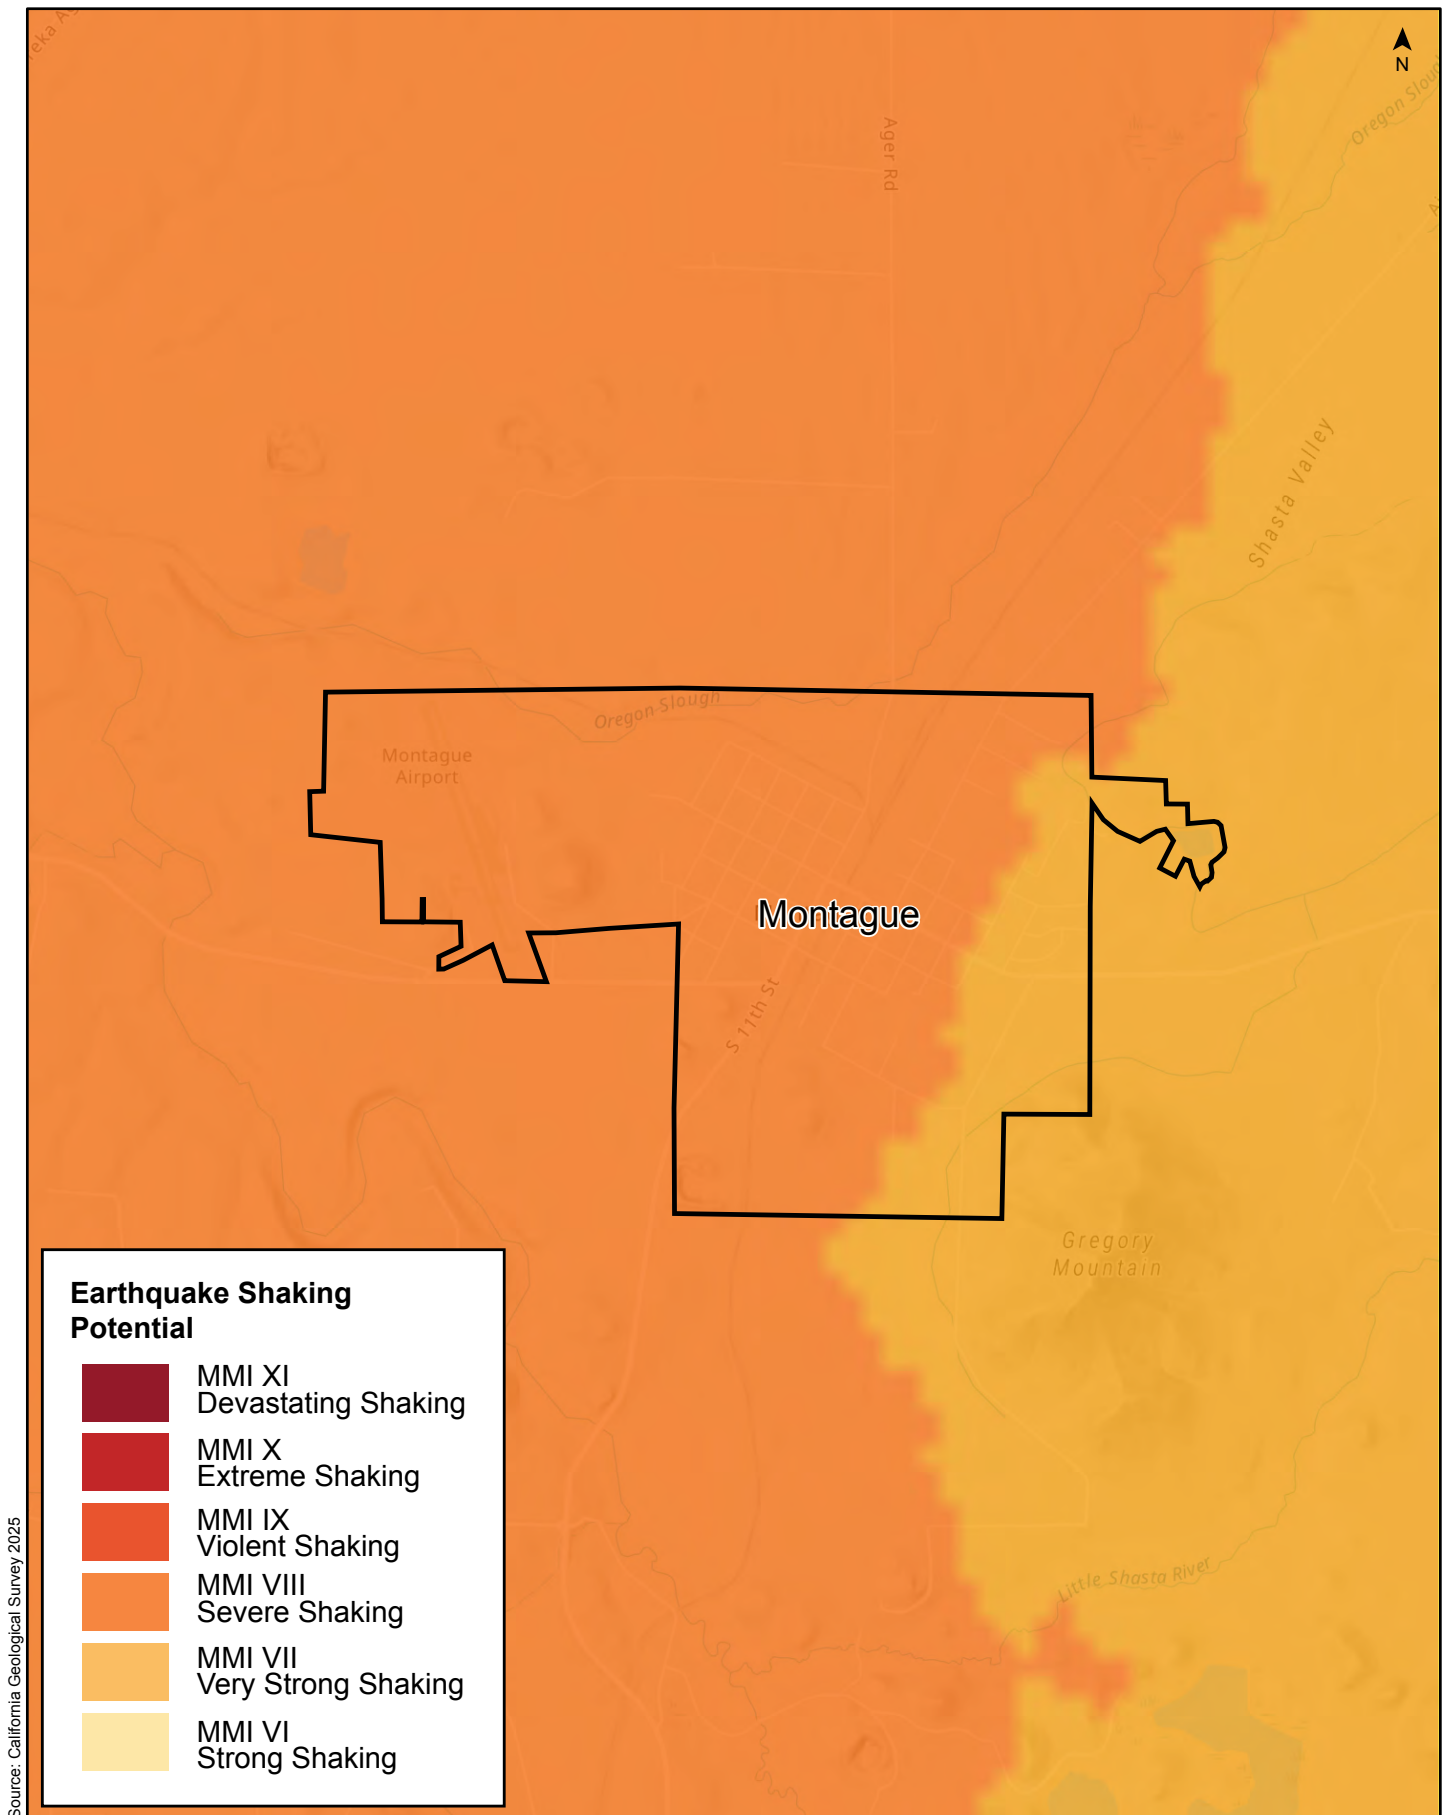 N
Oregon Slough
Ager Rd
Shasta Valley
Oregon Slough
Montague
Airport
Montague
S 11th St
Gregory
Mountain
Little Shasta River
Earthquake Shaking
Potential
MMI XI
Devastating Shaking
MMI X
Extreme Shaking
MMI IX
Violent Shaking
MMI VIII
Severe Shaking
MMI VII
Very Strong Shaking
MMI VI
Strong Shaking
Source: California Geological Survey 2025